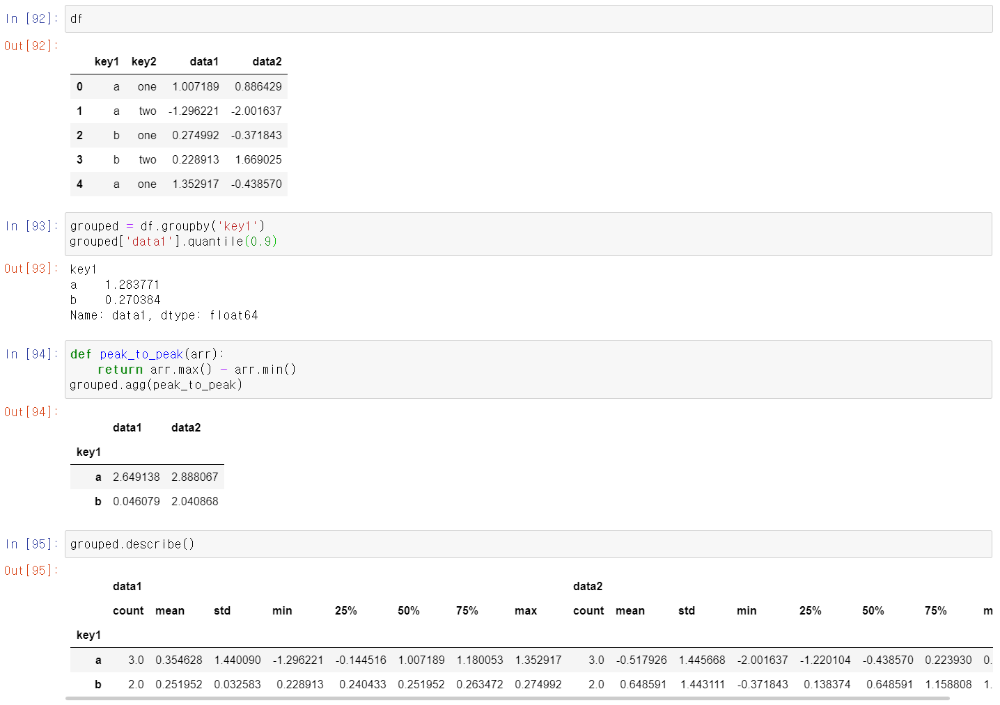 In [92]: df
Out[92]:
key1 key2 data1 data2
0 a one 1.007189 0.886429
1 a two -1.296221 -2.001637
2 b one 0.274992 -0.371843
3 b two 0.228913 1.669025
4 a one 1.352917 -0.438570
In [93]: grouped = df.groupby('key1')
grouped['data1'].quantile(0.9)
Out[93]: key1
a    1.283771
b    0.270384
Name: data1, dtype: float64
In [94]: def peak_to_peak(arr):
    return arr.max() - arr.min()
grouped.agg(peak_to_peak)
Out[94]:
data1 data2
key1
a 2.649138 2.888067
b 0.046079 2.040868
In [95]: grouped.describe()
Out[95]:
data1 data2
count mean std min 25% 50% 75% max count mean std min 25% 50% 75% m
key1
a 3.0 0.354628 1.440090 -1.296221 -0.144516 1.007189 1.180053 1.352917 3.0 -0.517926 1.445668 -2.001637 -1.220104 -0.438570 0.223930 0.
b 2.0 0.251952 0.032583 0.228913 0.240433 0.251952 0.263472 0.274992 2.0 0.648591 1.443111 -0.371843 0.138374 0.648591 1.158808 1.